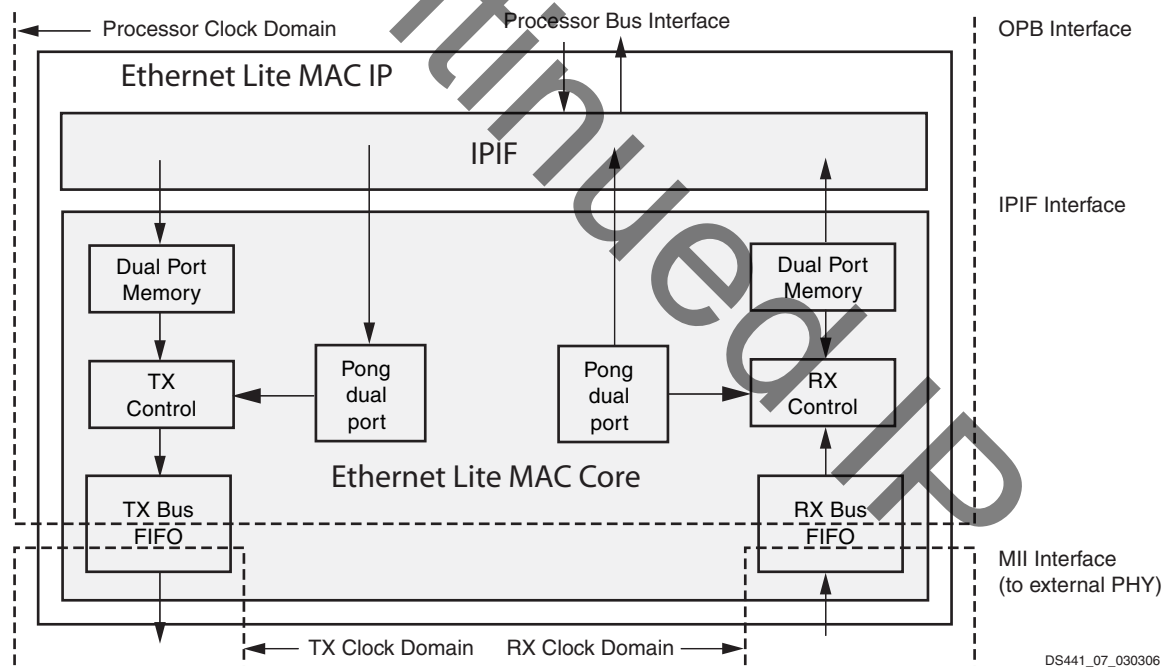 Processor Clock Domain
Processor Bus Interface
OPB Interface
Ethernet Lite MAC IP
IPIF
IPIF Interface
Dual Port
Memory
Dual Port
Memory
TX
Control
Pong
dual
port
Pong
dual
port
RX
Control
Ethernet Lite MAC Core
TX Bus
FIFO
RX Bus
FIFO
MII Interface
(to external PHY)
TX Clock Domain
RX Clock Domain
DS441_07_030306
tinued IP